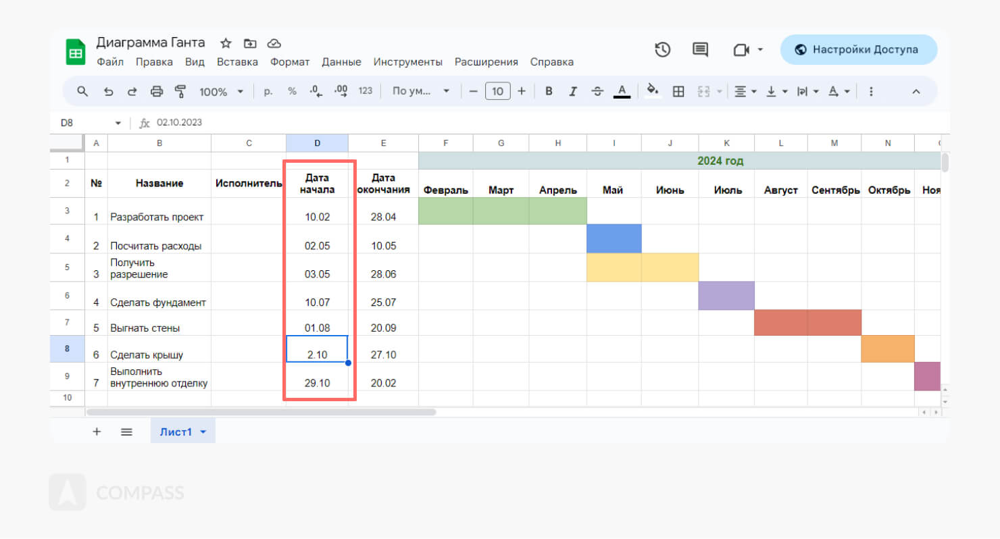 Диаграмма Ганта
Файл Правка Вид Вставка Формат Данные Инструменты Расширения Справка
Настройки Доступа
100% р. % .0 .00 123 По ум... − 10 + B I S A A
D8 fx 02.10.2023
A B C D E F G H I J K L M N
1 2024 год
2 № Название Исполнитель Дата начала Дата окончания Февраль Март Апрель Май Июнь Июль Август Сентябрь Октябрь Ноя
3 1 Разработать проект 10.02 28.04
4 2 Посчитать расходы 02.05 10.05
5 3 Получить разрешение 03.05 28.06
6 4 Сделать фундамент 10.07 25.07
7 5 Выгнать стены 01.08 20.09
8 6 Сделать крышу 2.10 27.10
9 7 Выполнить внутреннюю отделку 29.10 20.02
10
+ Лист1
COMPASS